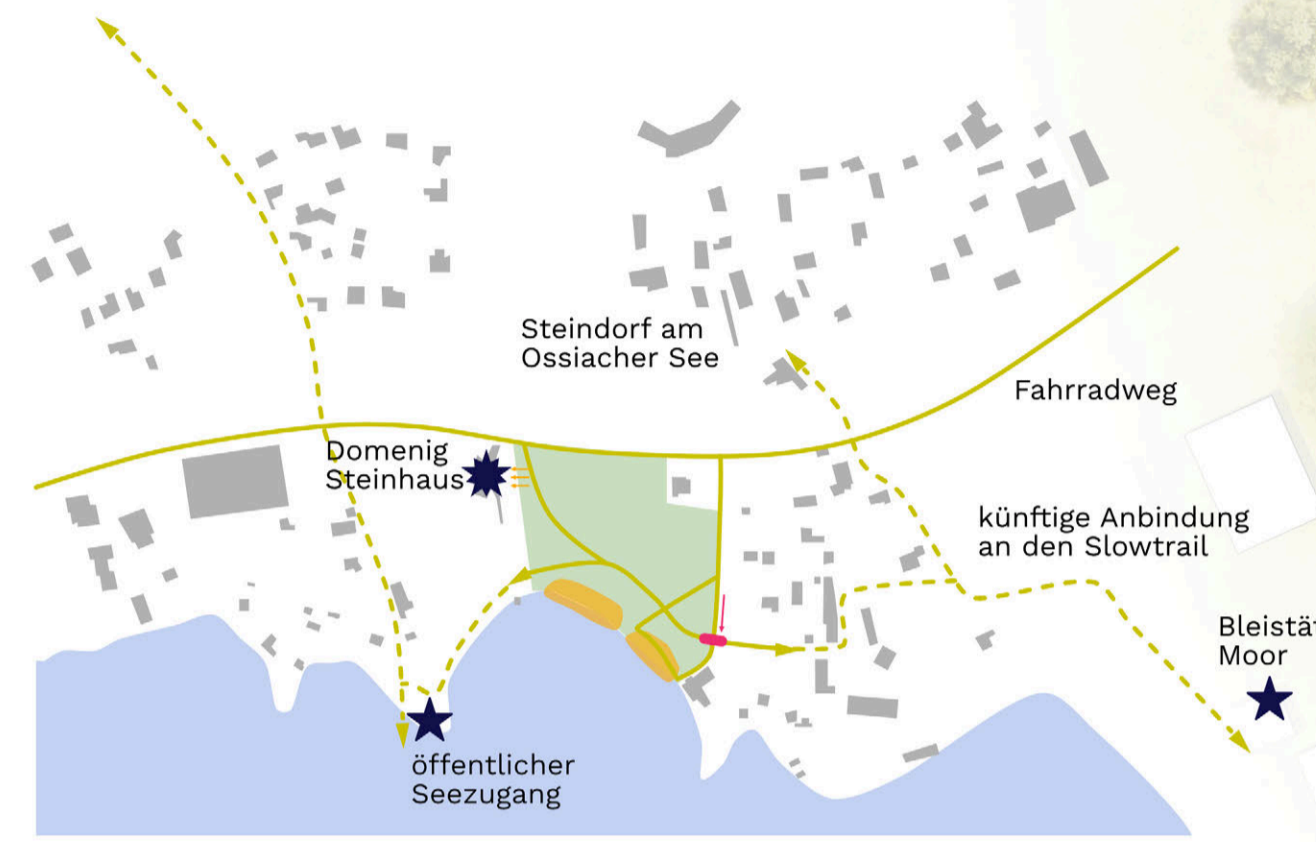 Steindorf am
Ossiacher See
Fahrradweg
Domenig
Steinhaus
künftige Anbindung
an den Slowtrail
Moor
öffentlicher
Seezugang